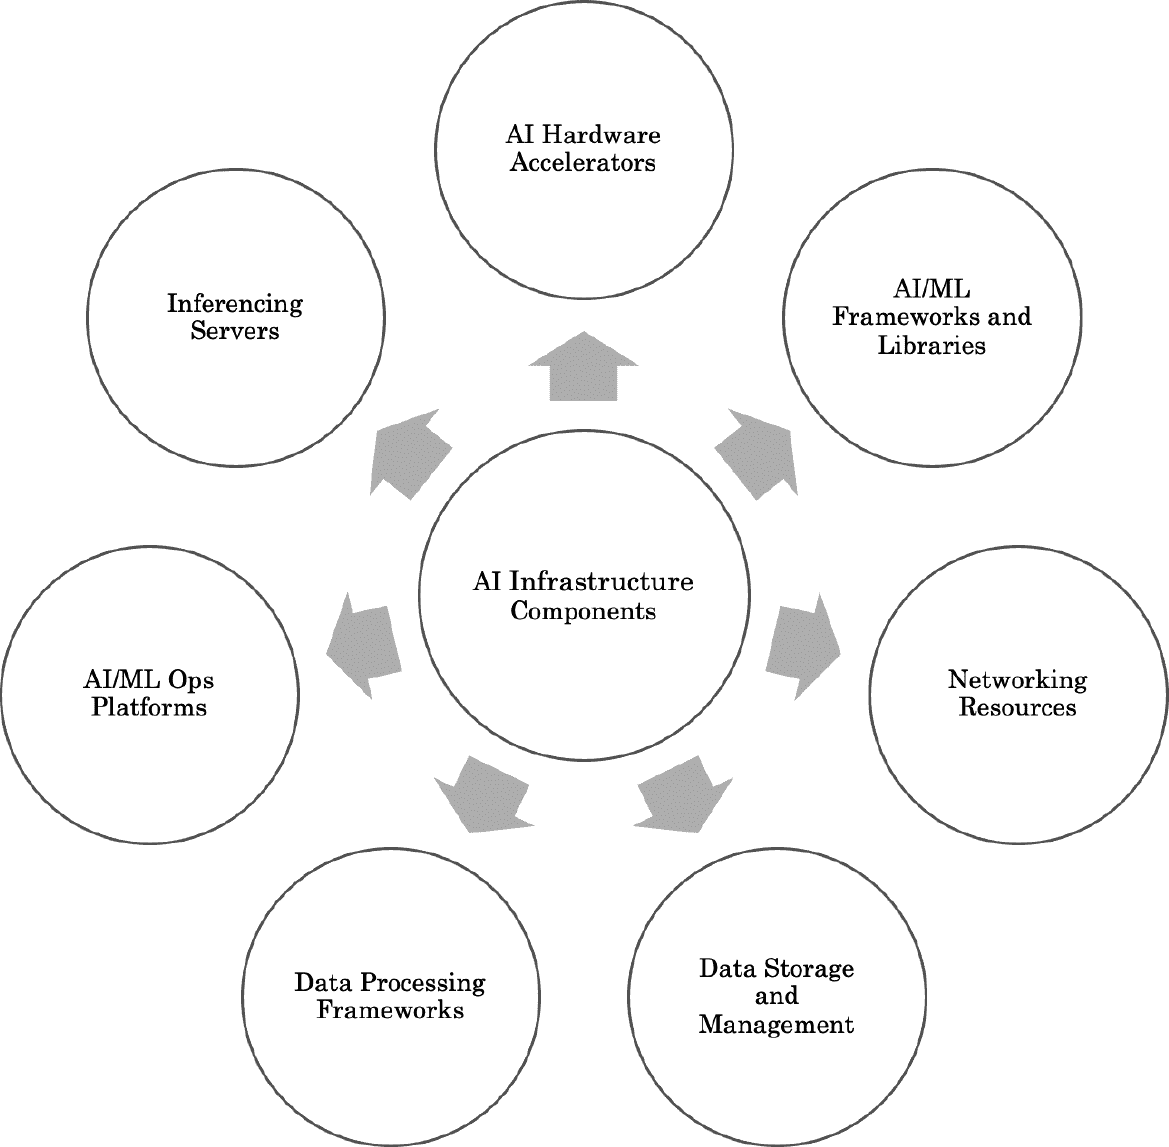 AI Hardware
Accelerators
Inferencing
Servers
AI/ML
Frameworks and
Libraries
AI Infrastructure
Components
AI/ML Ops
Platforms
Networking
Resources
Data Processing
Frameworks
Data Storage
and
Management